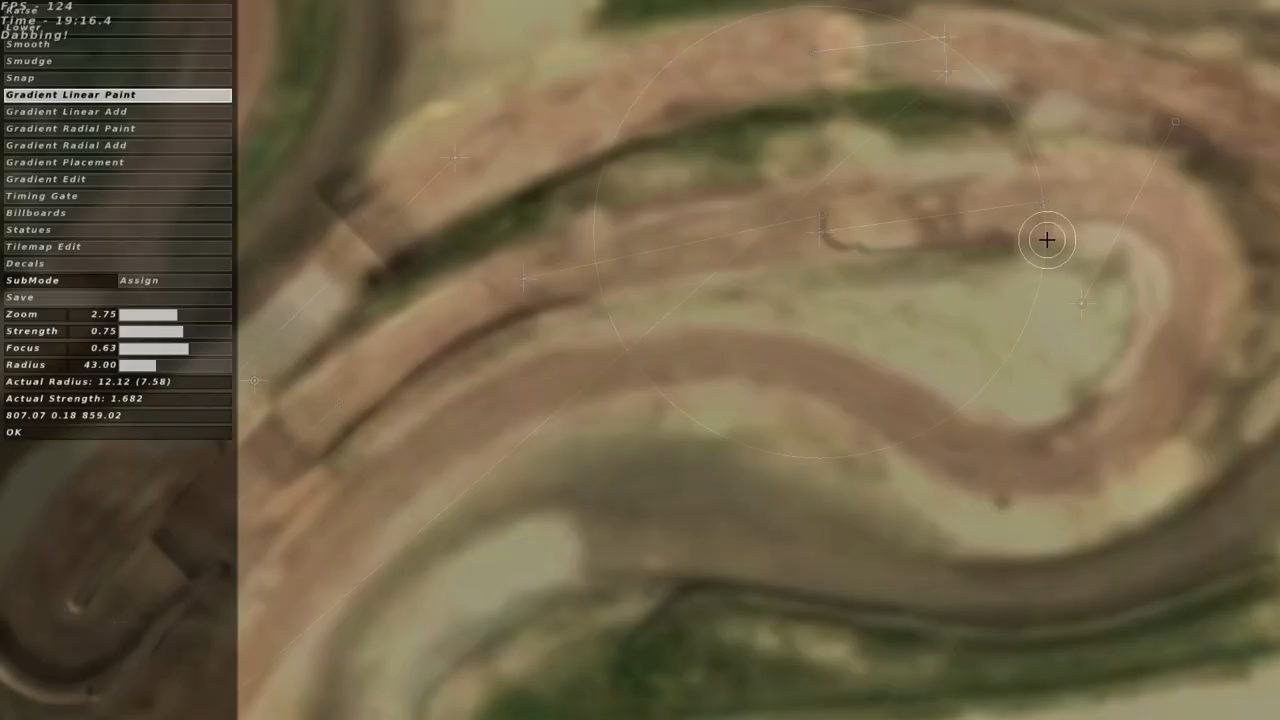 FPS - 124
Raise
Time - 19:16.4
Lower
Dabbing!
Smooth
Smudge
Snap
Gradient Linear Paint
Gradient Linear Add
Gradient Radial Paint
Gradient Radial Add
Gradient Placement
Gradient Edit
Timing Gate
Billboards
Statues
Tilemap Edit
Decals
SubMode Assign
Save
Zoom 2.75
Strength 0.75
Focus 0.63
Radius 43.00
Actual Radius: 12.12 (7.58)
Actual Strength: 1.682
807.07 0.18 859.02
OK